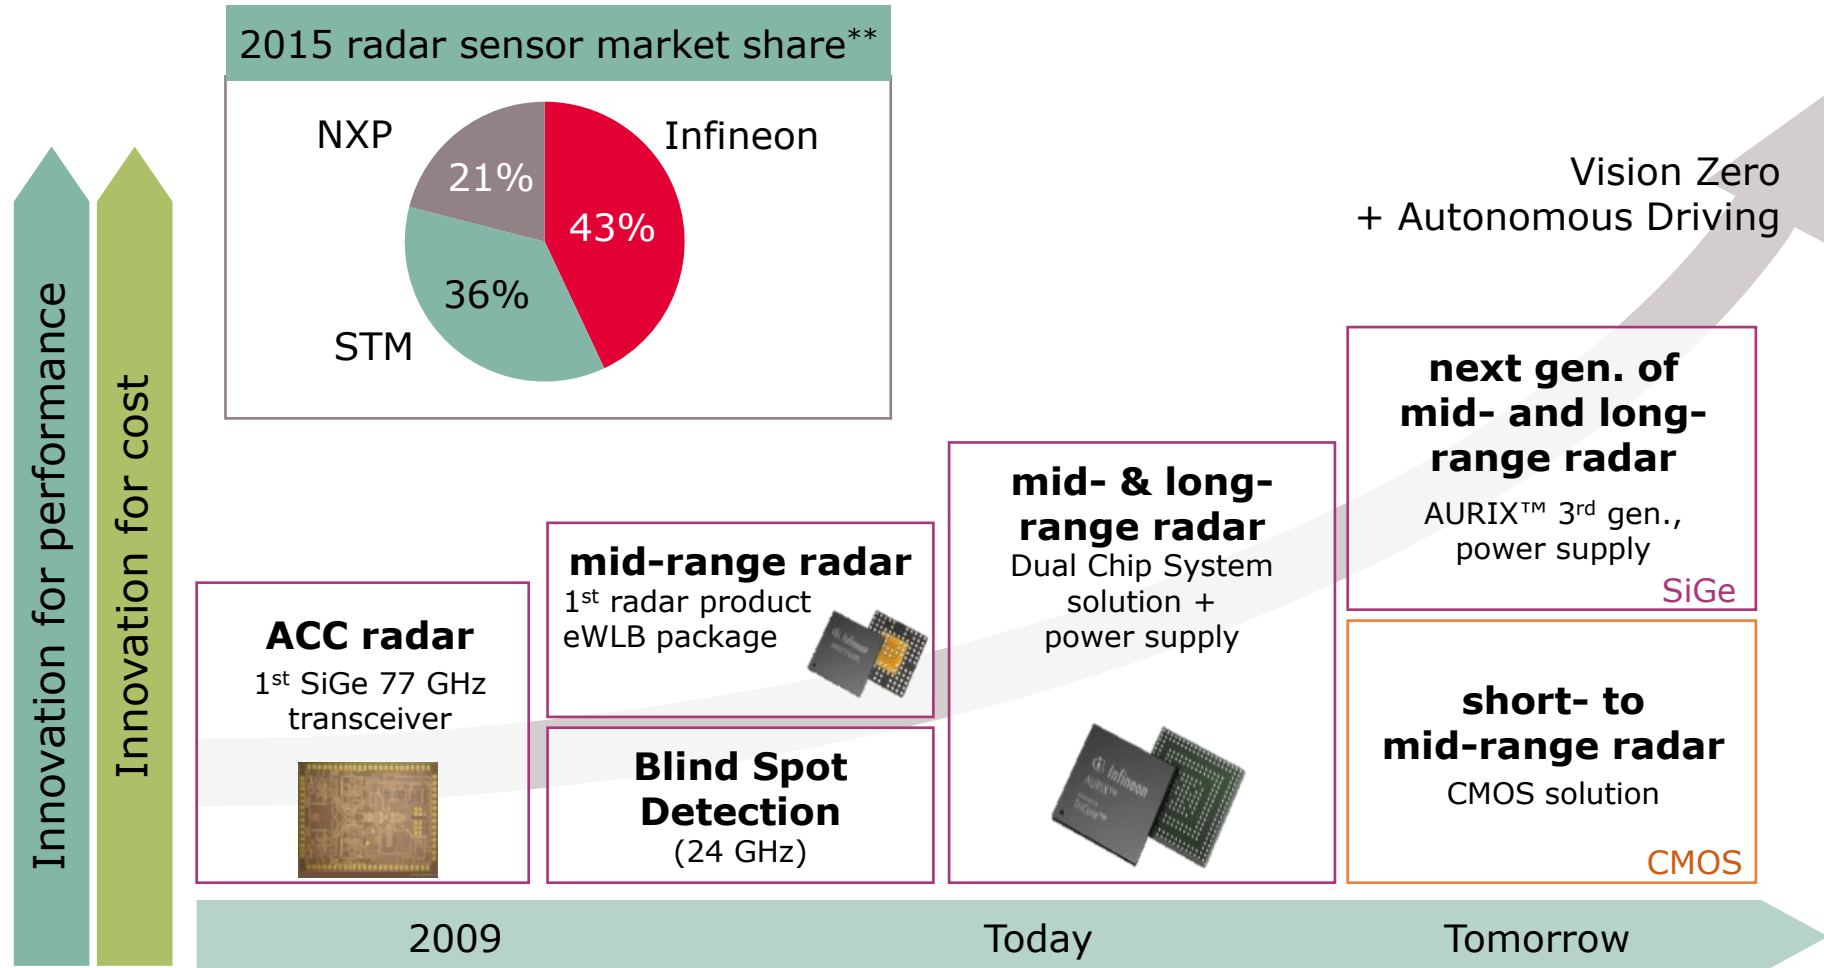 2015 radar sensor market share**
NXP
Infineon
21%
43%
36%
STM
Innovation for performance
Innovation for cost
Vision Zero
+ Autonomous Driving
ACC radar
1st SiGe 77 GHz
transceiver
mid-range radar
1st radar product
eWLB package
Infineon
Blind Spot
Detection
(24 GHz)
mid- & long-
range radar
Dual Chip System
solution +
power supply
Infineon
AURIX™
TriCore™
next gen. of
mid- and long-
range radar
AURIX™ 3rd gen.,
power supply
SiGe
short- to
mid-range radar
CMOS solution
CMOS
2009
Today
Tomorrow